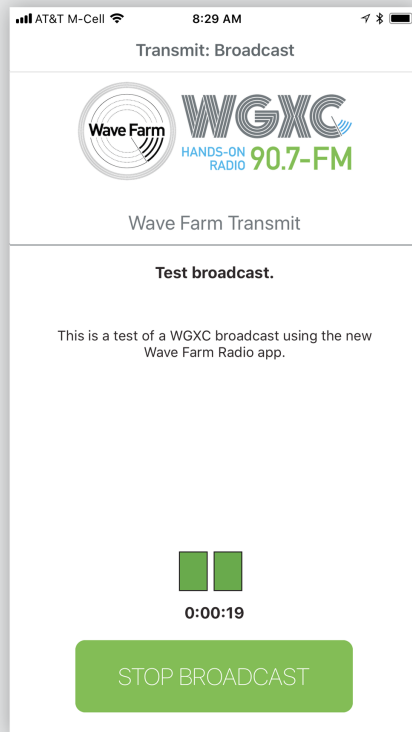 AT&T M-Cell 8:29 AM
Transmit: Broadcast
Wave Farm
WGXC
HANDS-ON
RADIO 90.7-FM
Wave Farm Transmit
Test broadcast.
This is a test of a WGXC broadcast using the new
Wave Farm Radio app.
0:00:19
STOP BROADCAST